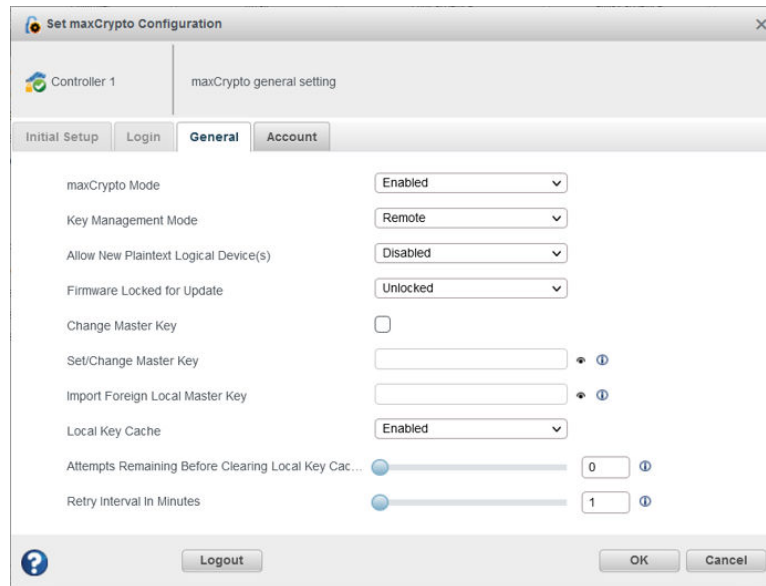 Set maxCrypto Configuration
Controller 1
maxCrypto general setting
Initial Setup Login General Account
maxCrypto Mode Enabled
Key Management Mode Remote
Allow New Plaintext Logical Device(s) Disabled
Firmware Locked for Update Unlocked
Change Master Key
Set/Change Master Key
Import Foreign Local Master Key
Local Key Cache Enabled
Attempts Remaining Before Clearing Local Key Cac... 0
Retry Interval In Minutes 1
Logout OK Cancel